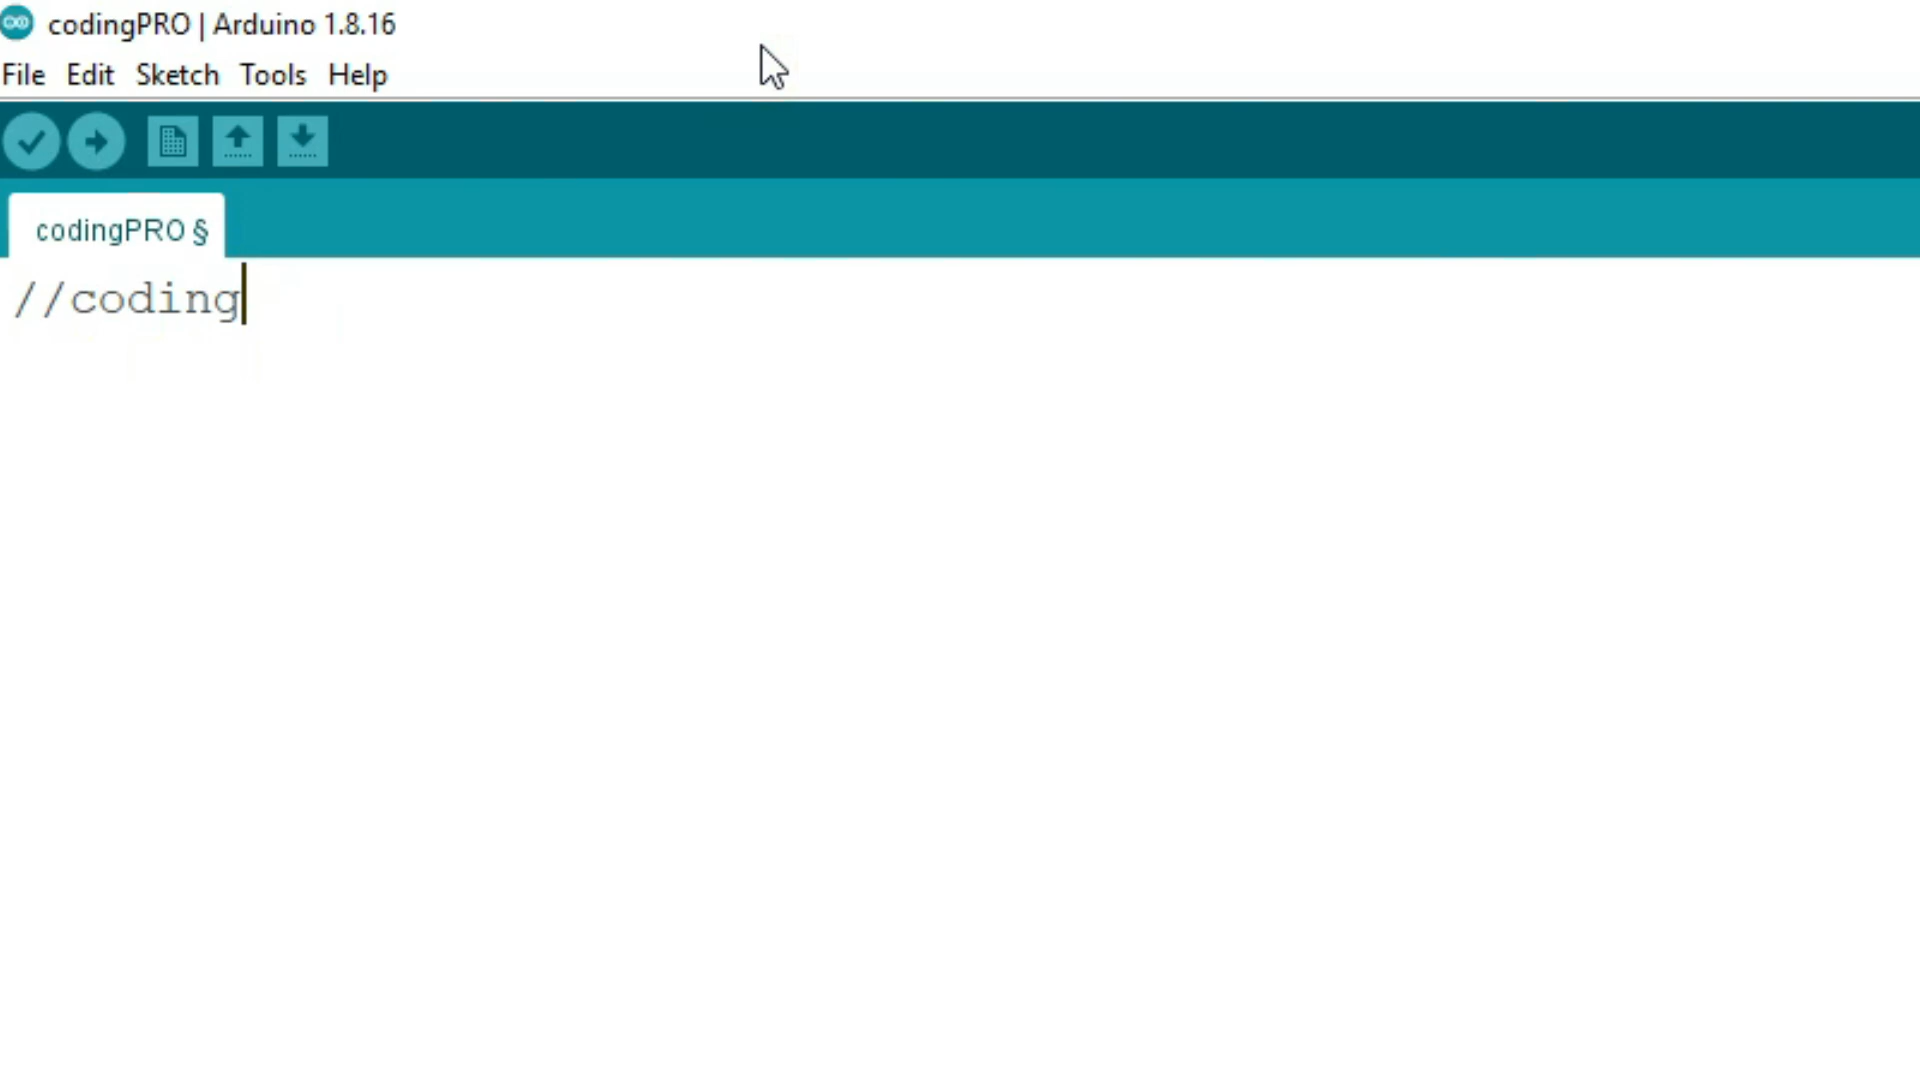 codingPRO | Arduino 1.8.16
File Edit Sketch Tools Help
codingPRO §
//coding